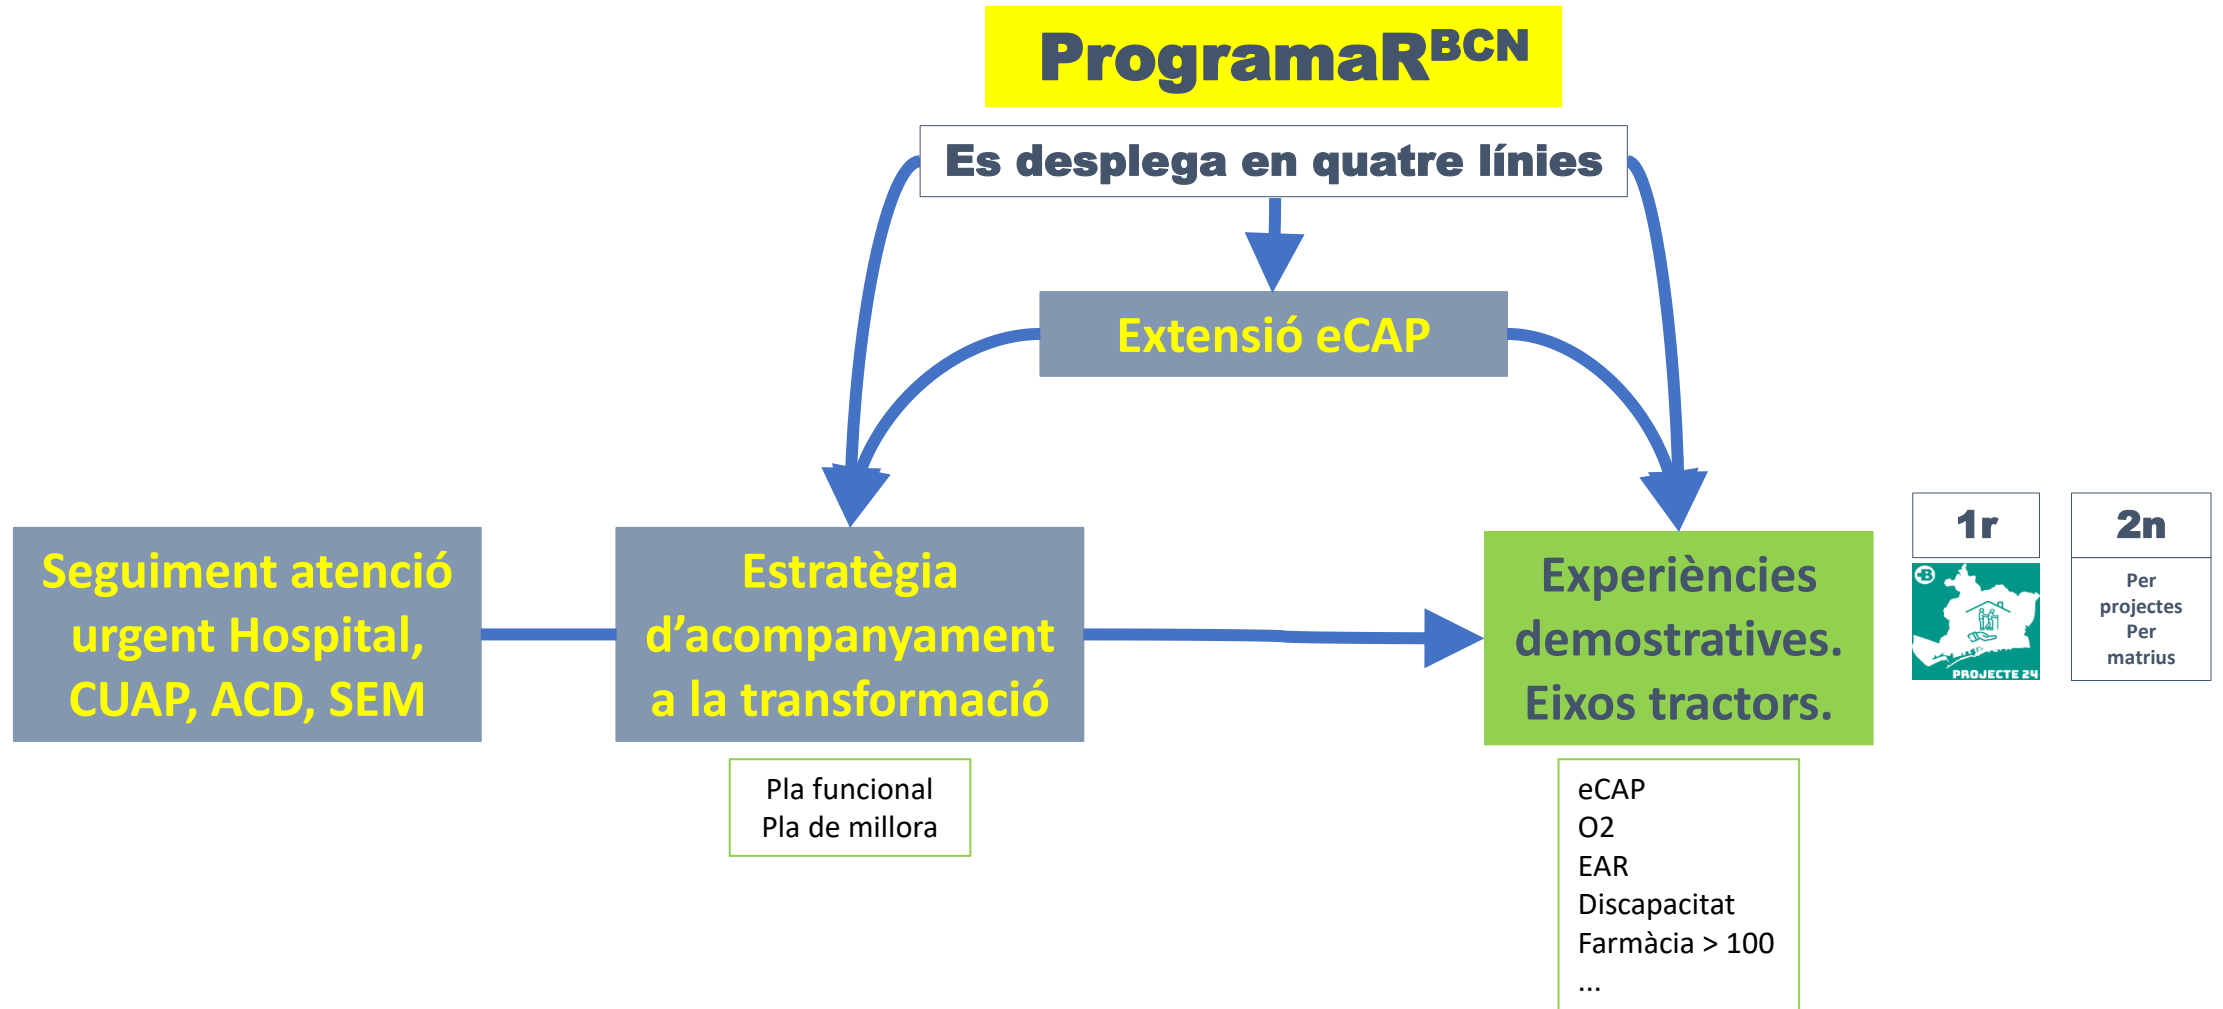 ProgramaRBCN
Es desplega en quatre línies
Extensió eCAP
Seguiment atenció
urgent Hospital,
CUAP, ACD, SEM
Estratègia
d’acompanyament
a la transformació
Experiències
demostratives.
Eixos tractors.
1r
PROJECTE 24
2n
Per
projectes
Per
matrius
Pla funcional
Pla de millora
eCAP
O2
EAR
Discapacitat
Farmàcia > 100
...